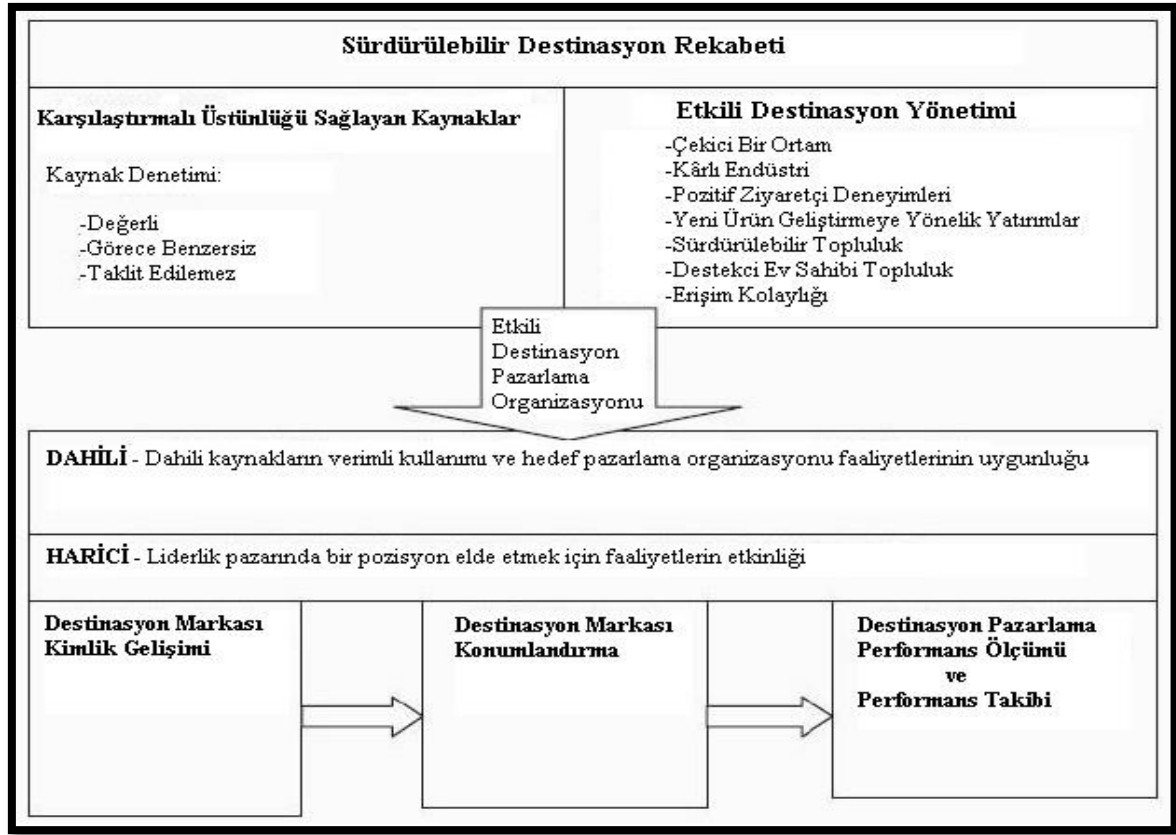 Sürdürülebilir Destinasyon Rekabeti
Karşılaştırmalı Üstünlüğü Sağlayan Kaynaklar
Kaynak Denetimi:
-Değerli
-Görece Benzersiz
-Taklit Edilemez
Etkili Destinasyon Yönetimi
-Çekici Bir Ortam
-Kârlı Endüstri
-Pozitif Ziyaretçi Deneyimleri
-Yeni Ürün Geliştirmeye Yönelik Yatırımlar
-Sürdürülebilir Topluluk
-Destekci Ev Sahibi Topluluk
-Erişim Kolaylığı
Etkili
Destinasyon
Pazarlama
Organizasyonu
DAHİLİ - Dahili kaynakların verimli kullanımı ve hedef pazarlama organizasyonu faaliyetlerinin uygunluğu
HARİCİ - Liderlik pazarında bir pozisyon elde etmek için faaliyetlerin etkinliği
Destinasyon Markası
Kimlik Gelişimi
Destinasyon Markası
Konumlandırma
Destinasyon Pazarlama
Performans Ölçümü
ve
Performans Takibi